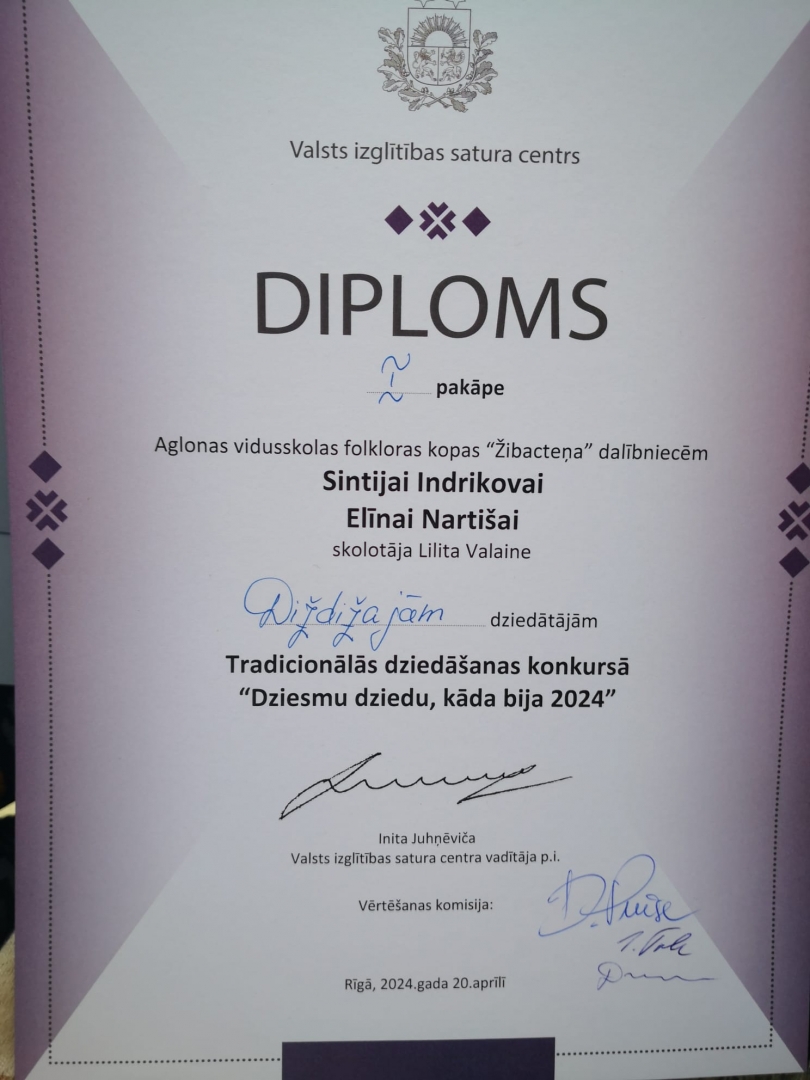 Valsts izglītības satura centrs
DIPLOMS
I pakāpe
Aglonas vidusskolas folkloras kopas “Žibacteņa” dalībniecēm
Sintijai Indrikovai
Elīnai Nartišai
skolotāja Lilita Valaine
Diždižajām dziedātājām
Tradicionālās dziedāšanas konkursā
“Dziesmu dziedu, kāda bija 2024”
Inita Juhņēviča
Valsts izglītības satura centra vadītāja p.i.
Vērtēšanas komisija:
Rīgā, 2024.gada 20.aprīlī